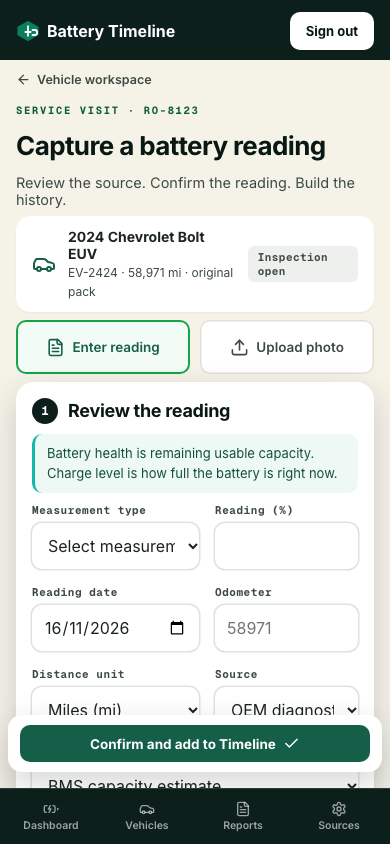 Battery Timeline
Sign out
Vehicle workspace
SERVICE VISIT · RO-8123
Capture a battery reading
Review the source. Confirm the reading. Build the
history.
2024 Chevrolet Bolt
EUV
EV-2424 · 58,971 mi · original
pack
Inspection
open
Enter reading
Upload photo
1 Review the reading
Battery health is remaining usable capacity.
Charge level is how full the battery is right now.
Measurement type
Reading (%)
Select measurem
Reading date
Odometer
16/11/2026
58971
Distance unit
Source
Miles (mi)
OEM diagnost
Confirm and add to Timeline
BMS capacity estimate
Dashboard
Vehicles
Reports
Sources